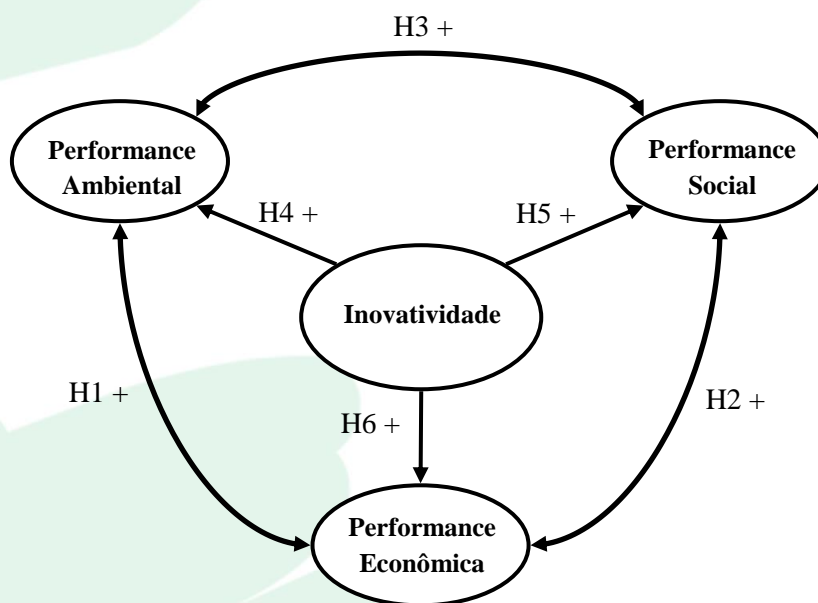 H3 +
Performance
Ambiental
Performance
Social
H4 +
H5 +
Inovatividade
H1 +
H6 +
H2 +
Performance
Econômica